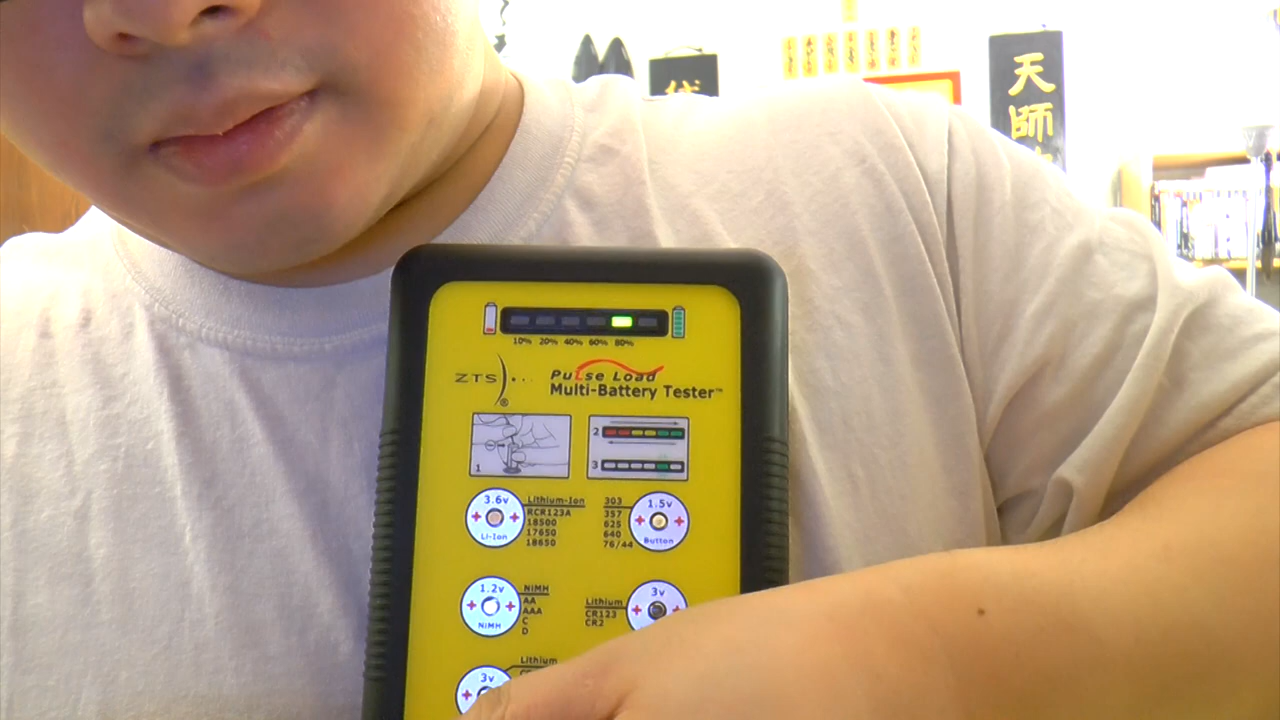 天師
10% 20% 40% 60% 80%
ZTS ®
Pulse Load
Multi-Battery Tester™
1
2
3
3.6v
Li-Ion
Lithium-Ion
RCR123A
18500
17650
18650
303
357
625
640
76/44
1.5v
Button
1.2v
NiMH
NiMH
AA
AAA
C
D
Lithium
CR123
CR2
3v
Lithium
3v